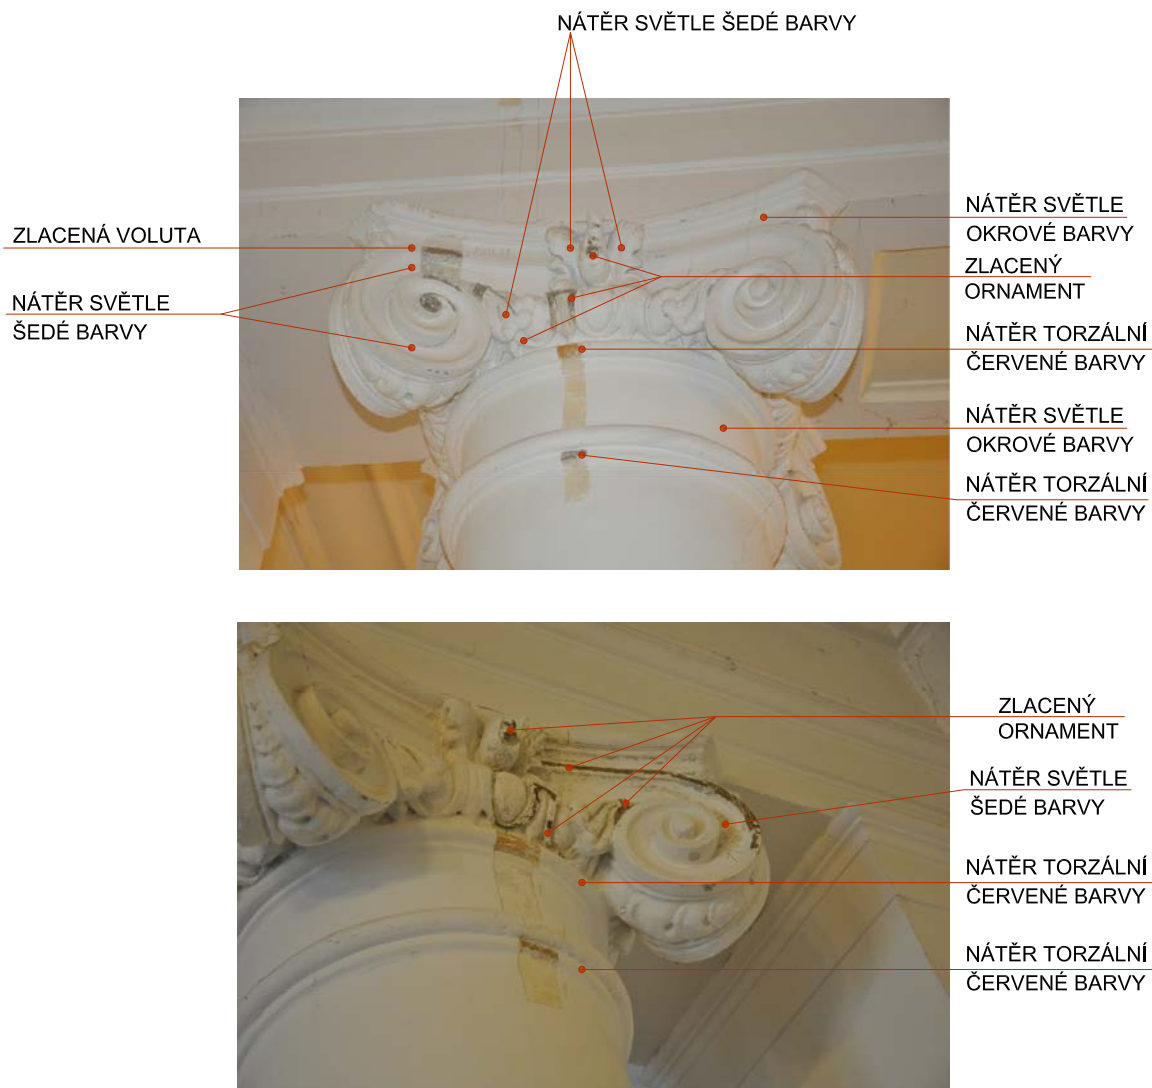 NÁTĚR SVĚTLE ŠEDÉ BARVY
ZLACENÁ VOLUTA
NÁTĚR SVĚTLE
ŠEDÉ BARVY
NÁTĚR SVĚTLE
OKROVÉ BARVY
ZLACENÝ
ORNAMENT
NÁTĚR TORZÁLNÍ
ČERVENÉ BARVY
NÁTĚR SVĚTLE
OKROVÉ BARVY
NÁTĚR TORZÁLNÍ
ČERVENÉ BARVY
ZLACENÝ
ORNAMENT
NÁTĚR SVĚTLE
ŠEDÉ BARVY
NÁTĚR TORZÁLNÍ
ČERVENÉ BARVY
NÁTĚR TORZÁLNÍ
ČERVENÉ BARVY